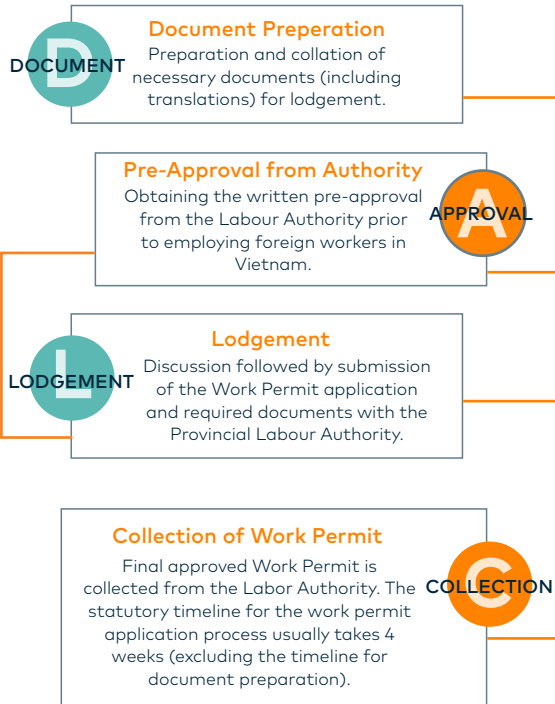 Document Preperation
D
DOCUMENT
Preparation and collation of
necessary documents (including
translations) for lodgement.
Pre-Approval from Authority
Obtaining the written pre-approval
from the Labour Authority prior
to employing foreign workers in
Vietnam.
A
APPROVAL
Lodgement
L
LODGEMENT
Discussion followed by submission
of the Work Permit application
and required documents with the
Provincial Labour Authority.
Collection of Work Permit
Final approved Work Permit is
collected from the Labor Authority. The
statutory timeline for the work permit
application process usually takes 4
weeks (excluding the timeline for
document preparation).
C
COLLECTION